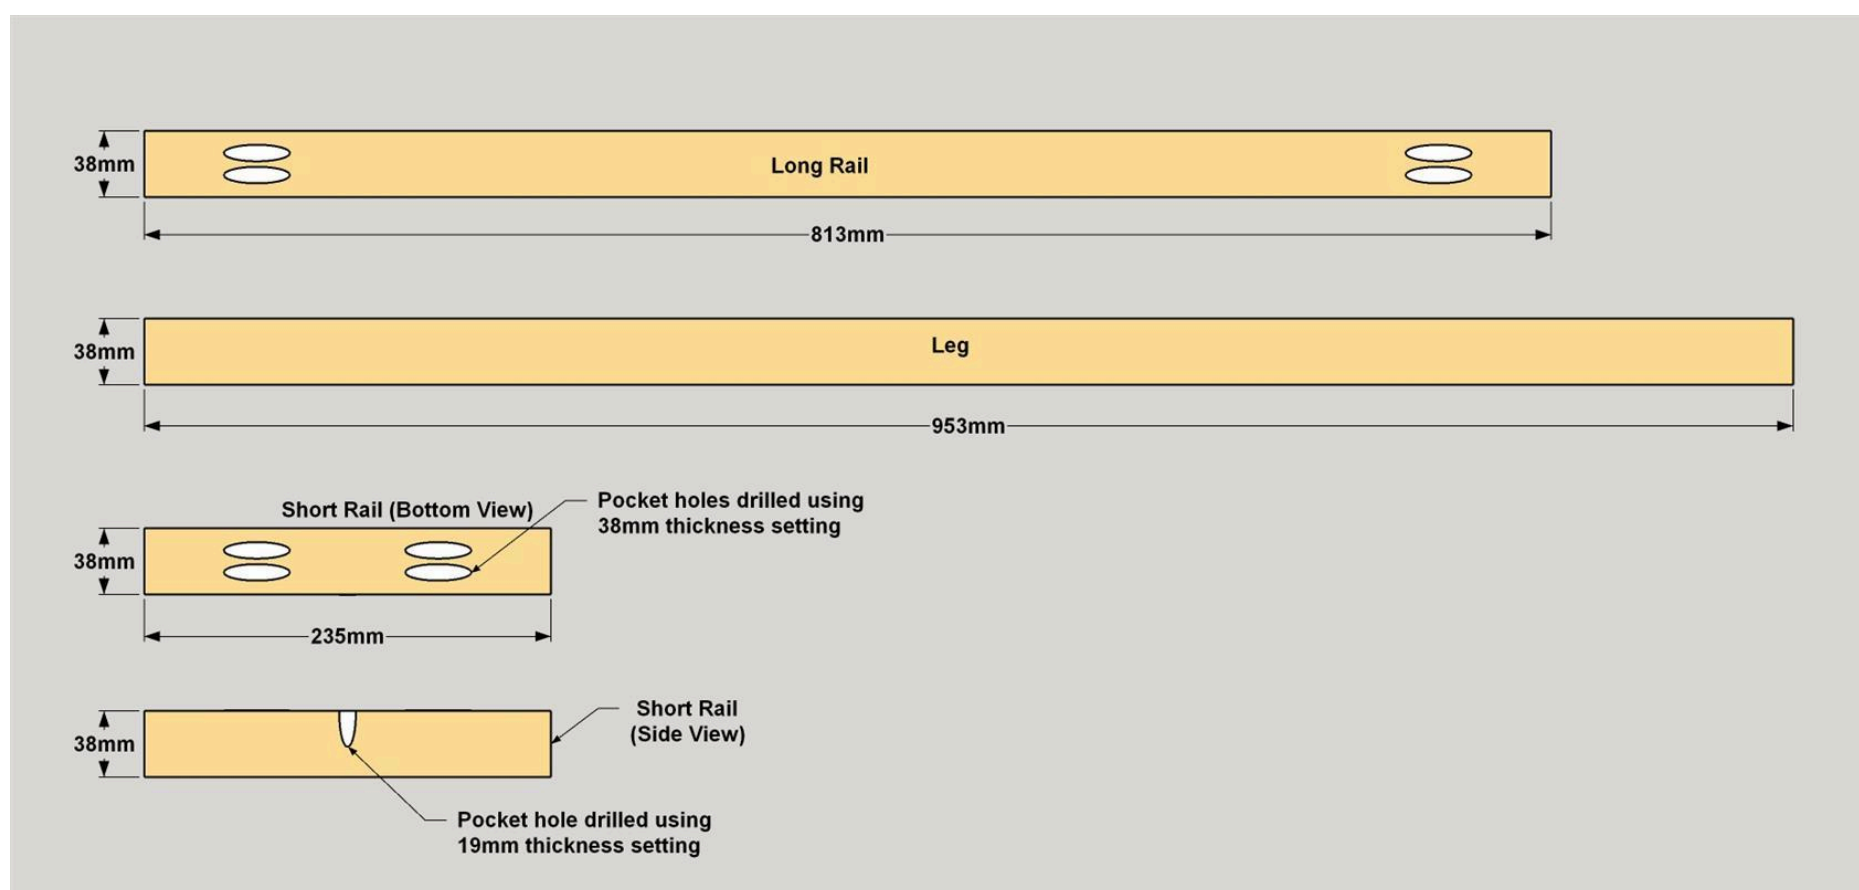 38mm
Long Rail
813mm
38mm
Leg
953mm
Short Rail (Bottom View)
Pocket holes drilled using
38mm thickness setting
38mm
235mm
38mm
Short Rail
(Side View)
Pocket hole drilled using
19mm thickness setting